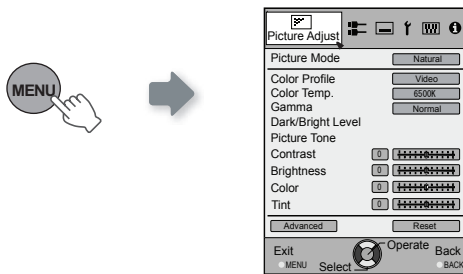 MENU
Picture Adjust
Picture Mode Natural
Color Profile Video
Color Temp. 6500K
Gamma Normal
Dark/Bright Level
Picture Tone
Contrast 0
Brightness 0
Color 0
Tint 0
Advanced Reset
Exit Operate Back
MENU Select BACK